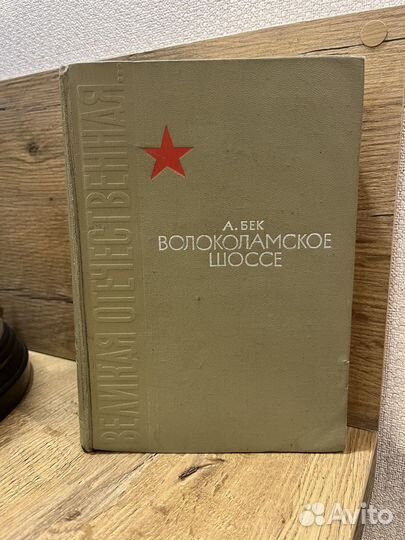 ВЕЛИКАЯ ОТЕЧЕСТВЕННАЯ...
А. БЕК
ВОЛОКОЛАМСКОЕ
ШОССЕ
Avito